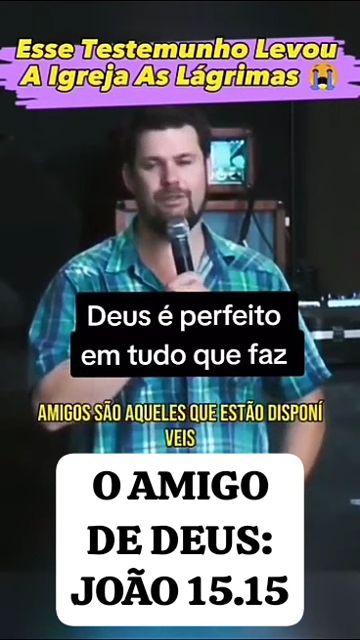 Esse Testemunho Levou
A Igreja As Lágrimas 😭
Deus é perfeito
em tudo que faz
AMIGOS SÃO AQUELES QUE ESTÃO DISPONÍ
VEIS
O AMIGO
DE DEUS:
JOÃO 15.15